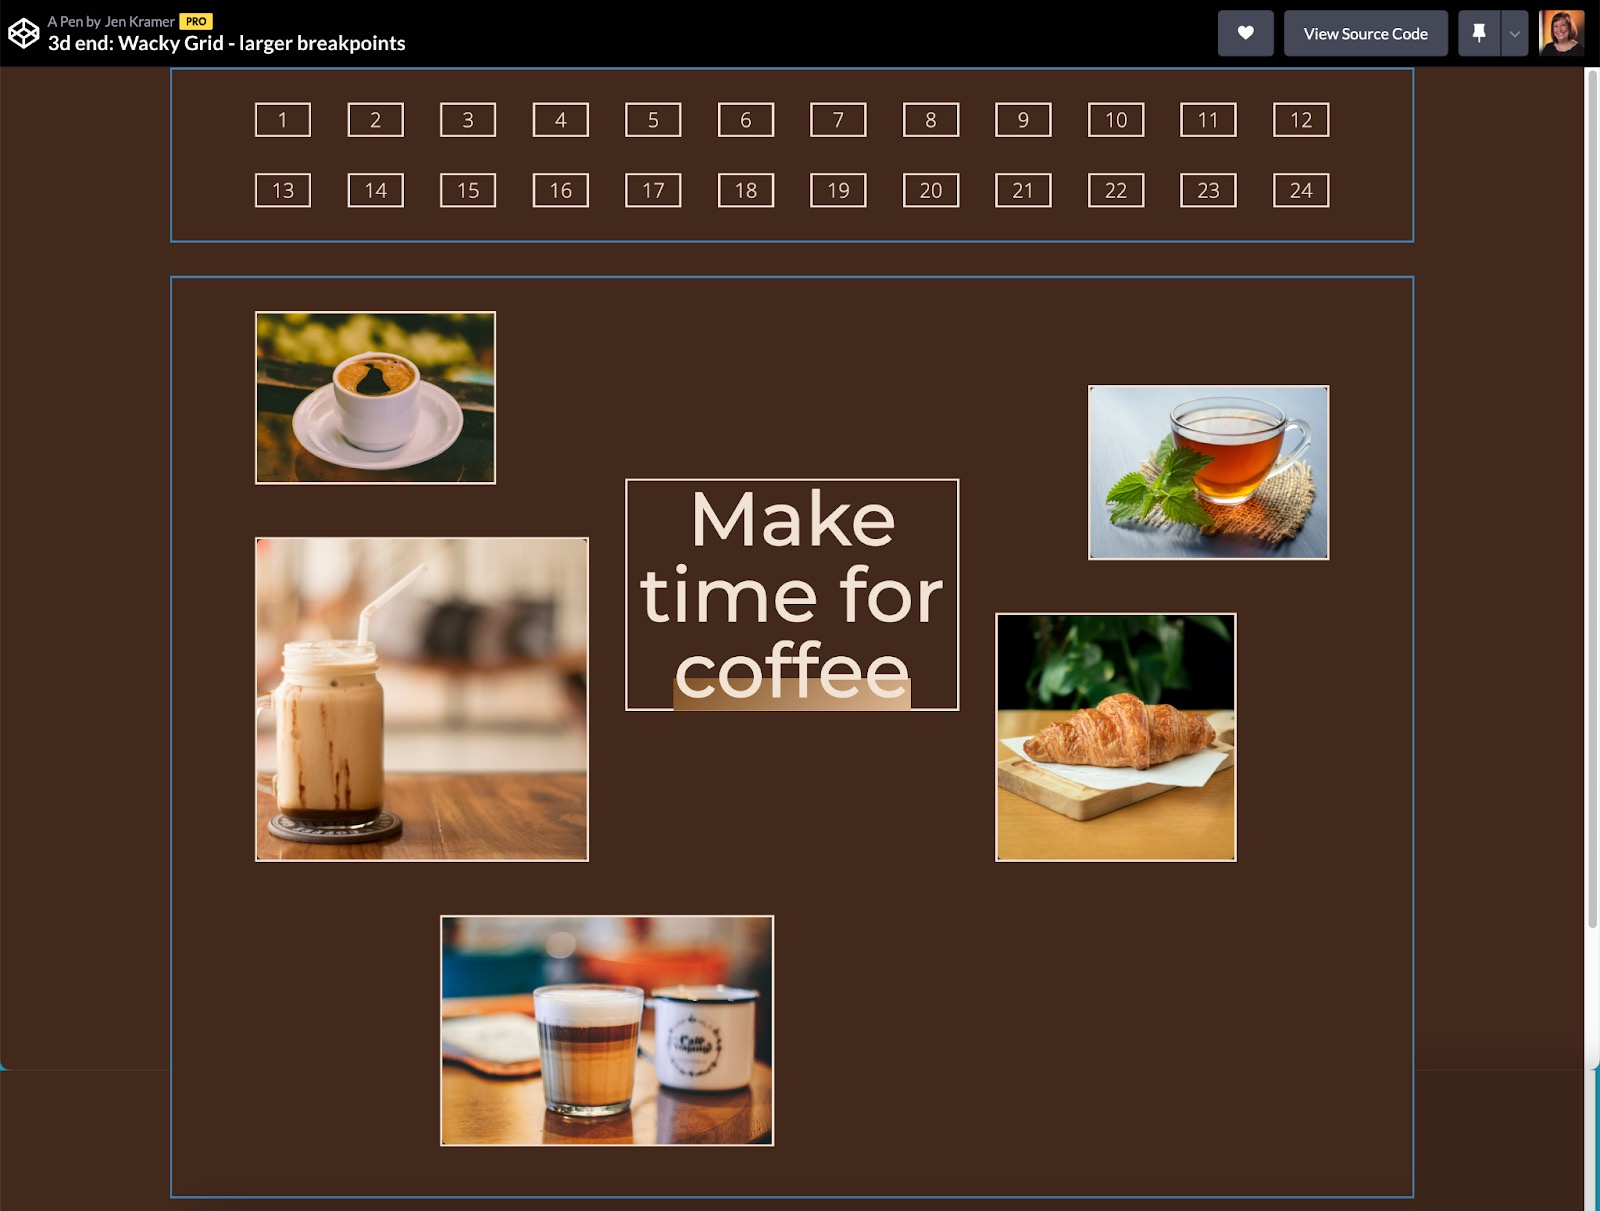 A Pen by Jen Kramer PRO
3d end: Wacky Grid - larger breakpoints
View Source Code
1 2 3 4 5 6 7 8 9 10 11 12
13 14 15 16 17 18 19 20 21 22 23 24
Make
time for
coffee